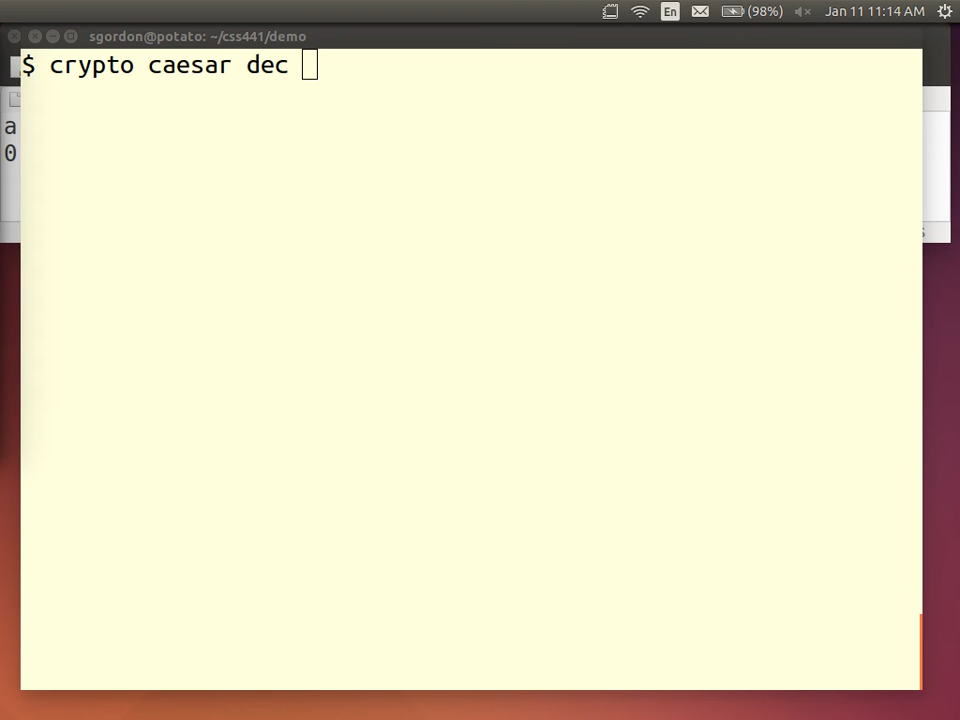 En (98%) Jan 11 11:14 AM
sgordon@potato: ~/css441/demo
$ crypto caesar dec
a
0